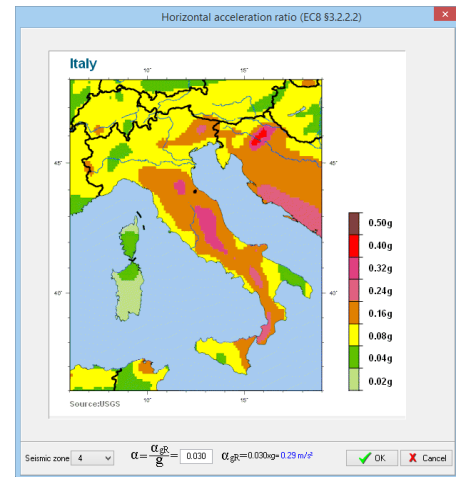 Horizontal acceleration ratio (EC8 §3.2.2.2)
Italy
10° 15°
45° 45°
40° 40°
0.50g
0.40g
0.32g
0.24g
0.16g
0.08g
0.04g
0.02g
Source:USGS
10° 15°
Seismic zone 4 α=αgR/g= 0.030 αgR=0.030xg=0.29 m/s² OK Cancel